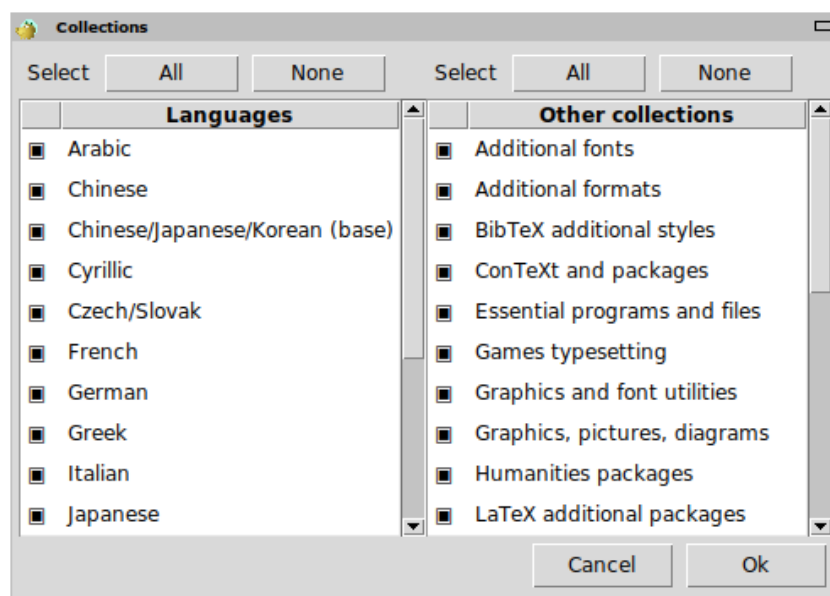 Collections
Select All None Select All None
Languages
Arabic
Chinese
Chinese/Japanese/Korean (base)
Cyrillic
Czech/Slovak
French
German
Greek
Italian
Japanese
Other collections
Additional fonts
Additional formats
BibTeX additional styles
ConTeXt and packages
Essential programs and files
Games typesetting
Graphics and font utilities
Graphics, pictures, diagrams
Humanities packages
LaTeX additional packages
Cancel Ok